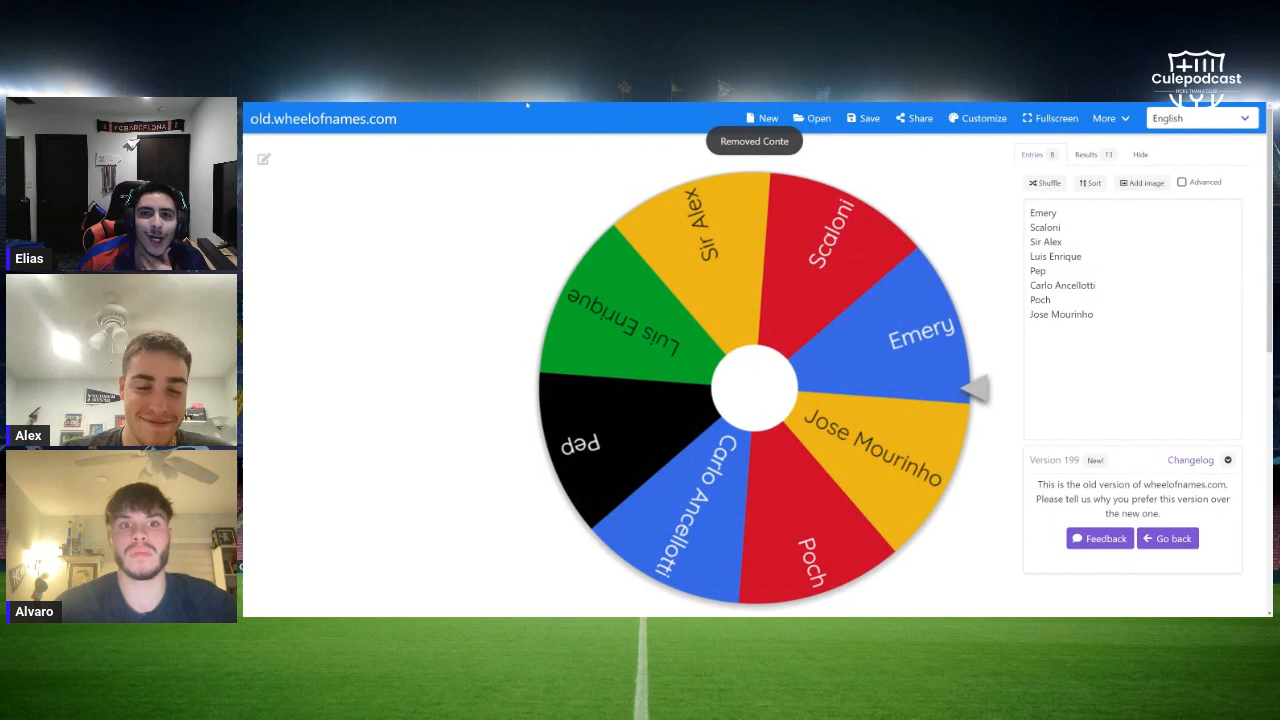 Culepodcast
MORE THAN A CLUB
FCBARCELONA
Elias
Alex
Alvaro
old.wheelofnames.com
New
Open
Save
Share
Customize
Fullscreen
More
English
Removed Conte
Sir Alex
Scaloni
Luis Enrique
Emery
Pep
Jose Mourinho
Carlo Ancellotti
Poch
Entries 8
Results 13
Hide
Shuffle
Sort
Add image
Advanced
Emery
Scaloni
Sir Alex
Luis Enrique
Pep
Carlo Ancellotti
Poch
Jose Mourinho
Version 199 New!
Changelog
This is the old version of wheelofnames.com.
Please tell us why you prefer this version over
the new one.
Feedback
Go back